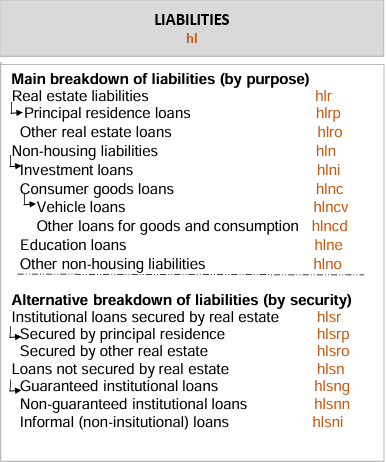 LIABILITIES
hl
Main breakdown of liabilities (by purpose)
Real estate liabilities hlr
Principal residence loans hlrp
Other real estate loans hlro
Non-housing liabilities hln
Investment loans hlni
Consumer goods loans hlnc
Vehicle loans hlncv
Other loans for goods and consumption hlncd
Education loans hlne
Other non-housing liabilities hlno
Alternative breakdown of liabilities (by security)
Institutional loans secured by real estate hlsr
Secured by principal residence hlsrp
Secured by other real estate hlsro
Loans not secured by real estate hlsn
Guaranteed institutional loans hlsng
Non-guaranteed institutional loans hlsnn
Informal (non-insitutional) loans hlsni